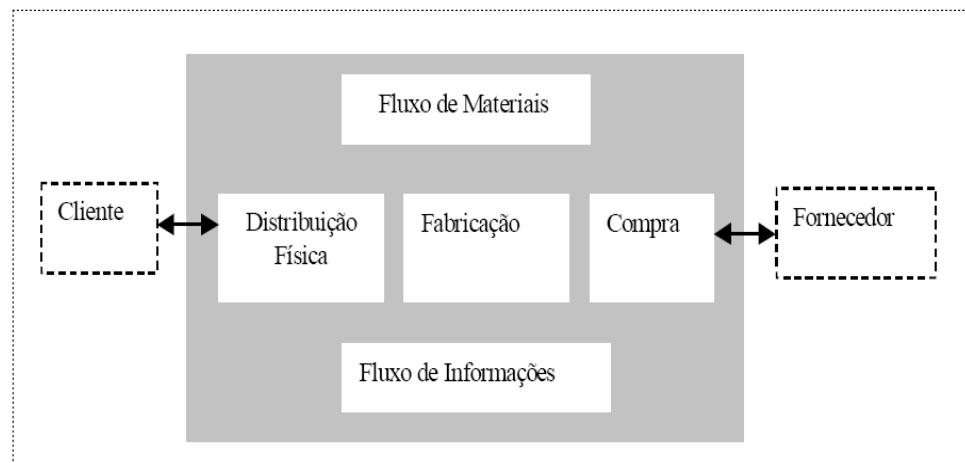 Fluxo de Materiais
Cliente
Distribuição
Física
Fabricação
Compra
Fornecedor
Fluxo de Informações